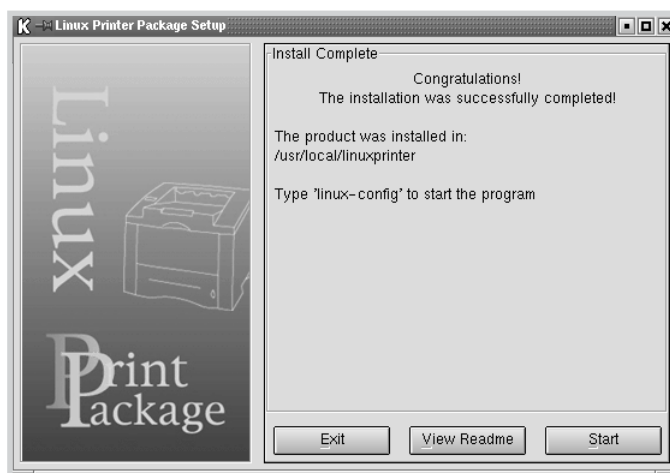 Linux Printer Package Setup
Linux
Print
Package
Install Complete
Congratulations!
The installation was successfully completed!
The product was installed in:
/usr/local/linuxprinter
Type 'linux-config' to start the program
Exit
View Readme
Start